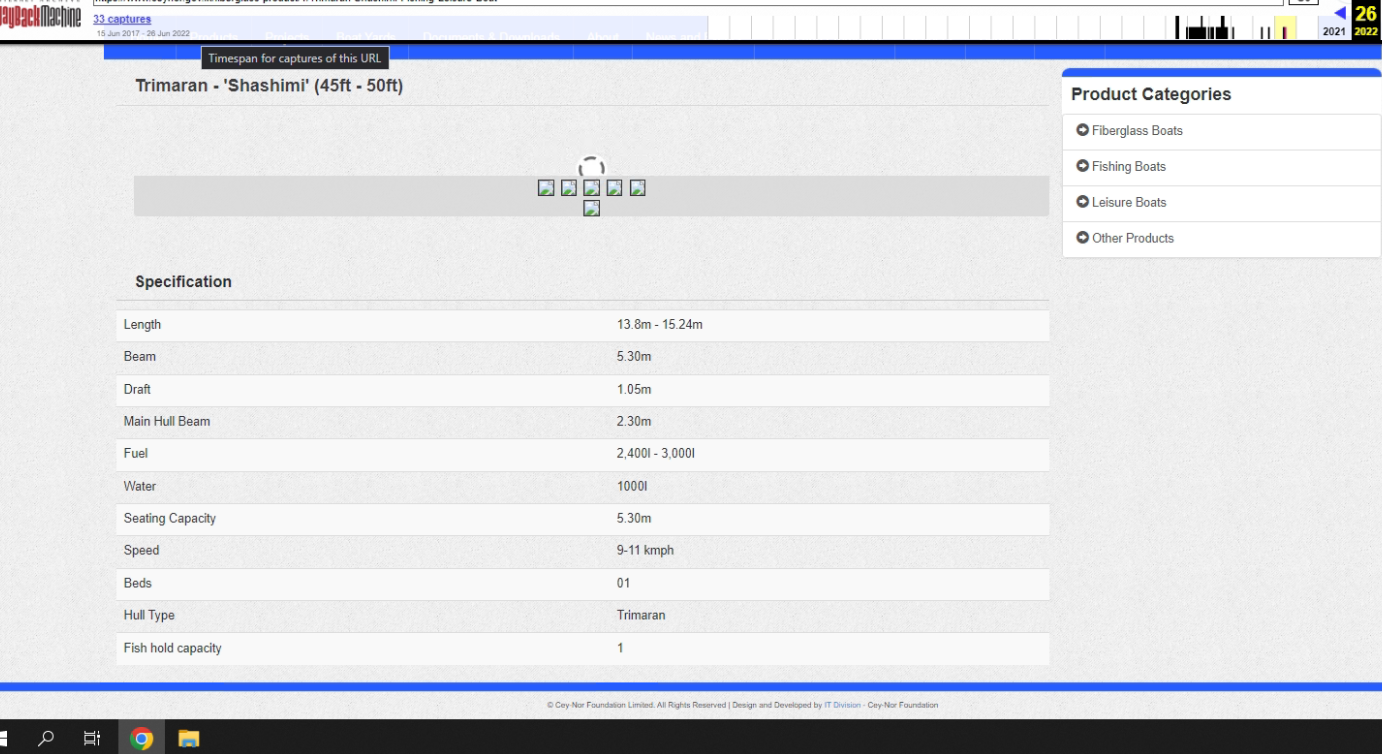 WayBackMachine
33 captures
15 Jun 2017 - 26 Jun 2022
26
2021 2022
Timespan for captures of this URL
Trimaran - 'Shashimi' (45ft - 50ft)
Product Categories
Fiberglass Boats
Fishing Boats
Leisure Boats
Other Products
Specification
Length 13.8m - 15.24m
Beam 5.30m
Draft 1.05m
Main Hull Beam 2.30m
Fuel 2,400l - 3,000l
Water 1000l
Seating Capacity 5.30m
Speed 9-11 kmph
Beds 01
Hull Type Trimaran
Fish hold capacity 1
© Cey-Nor Foundation Limited. All Rights Reserved | Design and Developed by IT Division - Cey-Nor Foundation